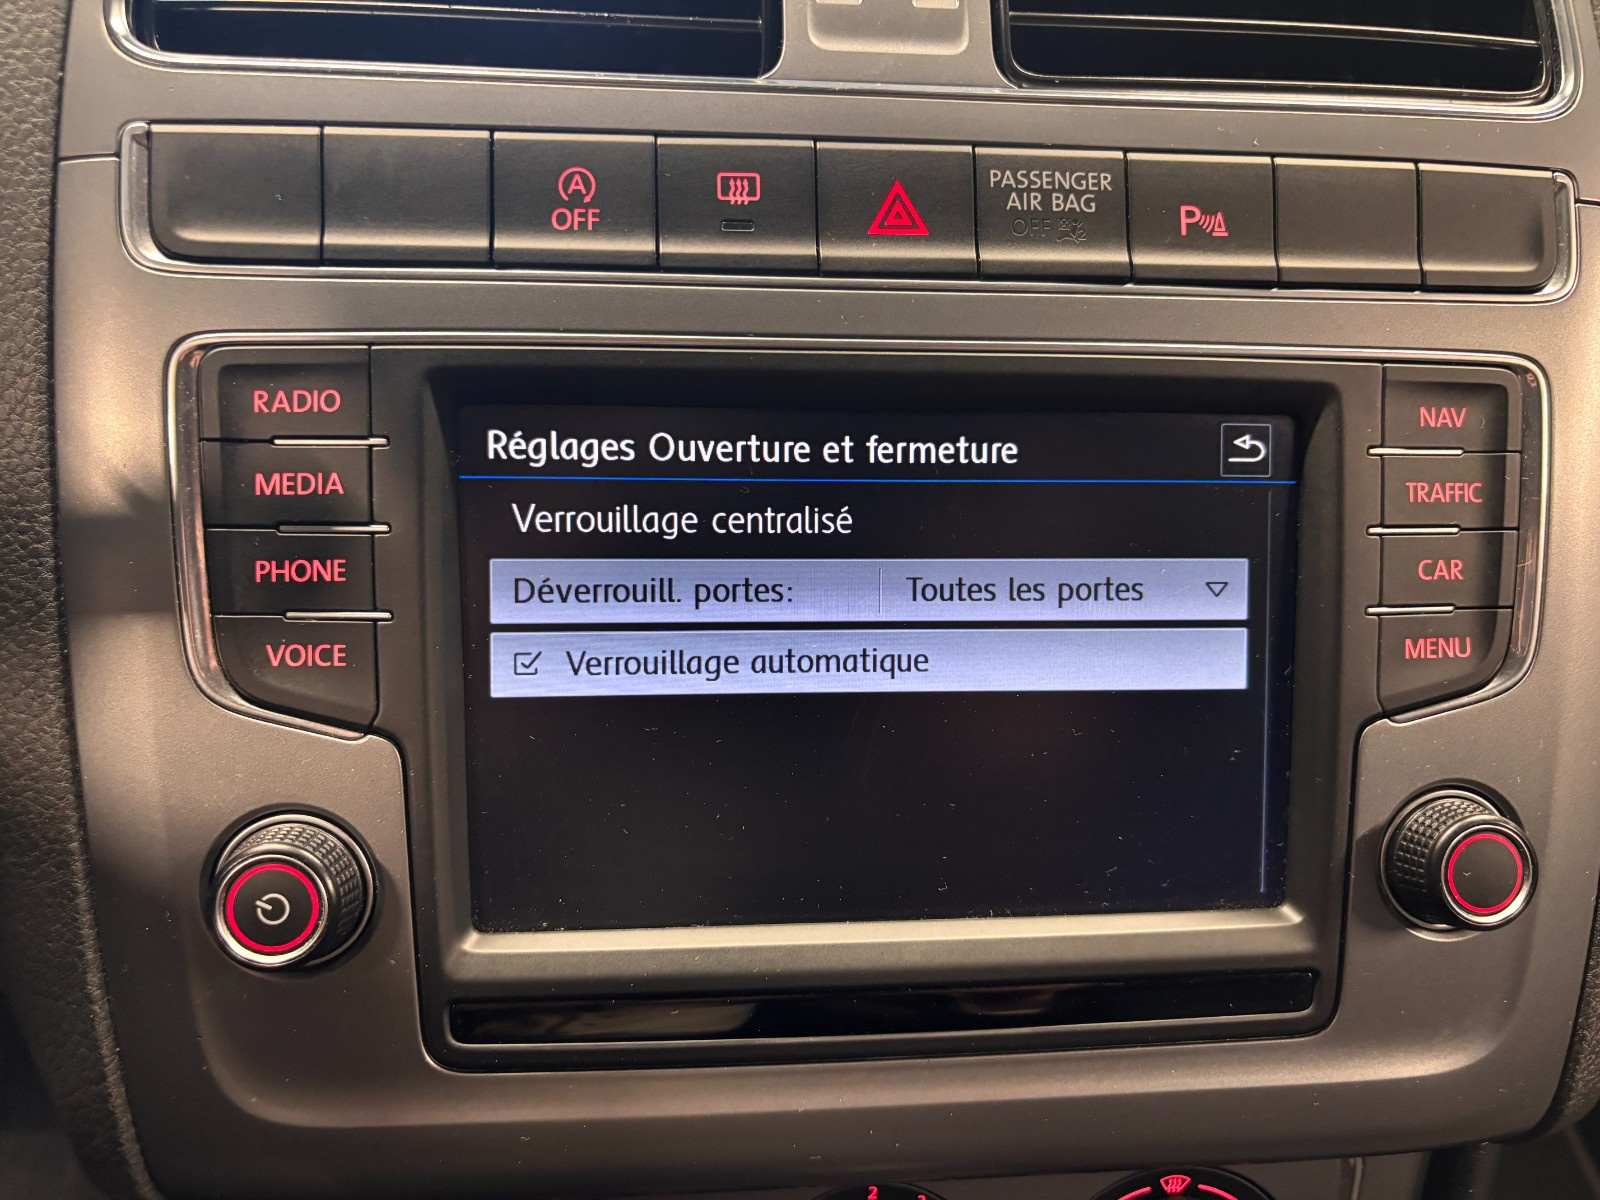 A
OFF
PASSENGER
AIR BAG
OFF
P
RADIO
MEDIA
PHONE
VOICE
Réglages Ouverture et fermeture
Verrouillage centralisé
Déverrouill. portes: Toutes les portes
Verrouillage automatique
NAV
TRAFFIC
CAR
MENU
2